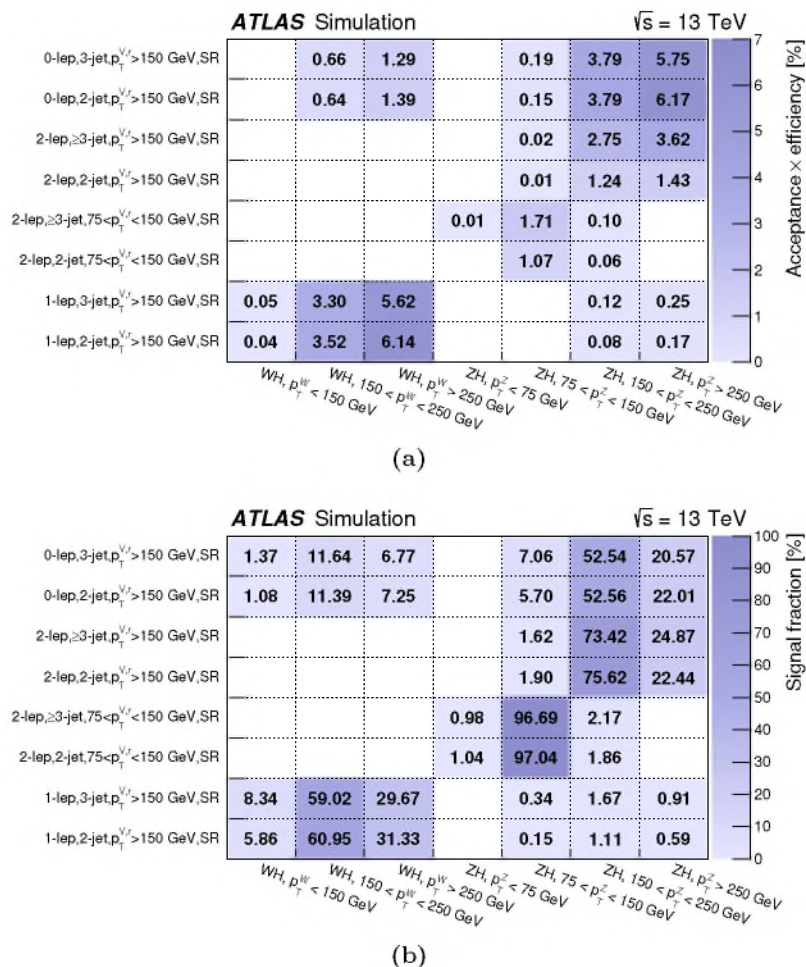 ATLAS Simulation √s = 13 TeV
0-lep,3-jet,p_T^{V,r}>150 GeV,SR 0.66 1.29 0.19 3.79 5.75
0-lep,2-jet,p_T^{V,r}>150 GeV,SR 0.64 1.39 0.15 3.79 6.17
2-lep,≥3-jet,p_T^{V,r}>150 GeV,SR 0.02 2.75 3.62
2-lep,2-jet,p_T^{V,r}>150 GeV,SR 0.01 1.24 1.43
2-lep,≥3-jet,75<p_T^{V,r}<150 GeV,SR 0.01 1.71 0.10
2-lep,2-jet,75<p_T^{V,r}<150 GeV,SR 1.07 0.06
1-lep,3-jet,p_T^{V,r}>150 GeV,SR 0.05 3.30 5.62 0.12 0.25
1-lep,2-jet,p_T^{V,r}>150 GeV,SR 0.04 3.52 6.14 0.08 0.17
WH, p_T^W < 150 GeV
WH, 150 < p_T^W < 250 GeV
WH, p_T^W > 250 GeV
ZH, p_T^Z < 75 GeV
ZH, 75 < p_T^Z < 150 GeV
ZH, 150 < p_T^Z < 250 GeV
ZH, p_T^Z > 250 GeV
7
6
5
4
3
2
1
0
Acceptance × efficiency [%]
(a)
ATLAS Simulation √s = 13 TeV
0-lep,3-jet,p_T^{V,r}>150 GeV,SR 1.37 11.64 6.77 7.06 52.54 20.57
0-lep,2-jet,p_T^{V,r}>150 GeV,SR 1.08 11.39 7.25 5.70 52.56 22.01
2-lep,≥3-jet,p_T^{V,r}>150 GeV,SR 1.62 73.42 24.87
2-lep,2-jet,p_T^{V,r}>150 GeV,SR 1.90 75.62 22.44
2-lep,≥3-jet,75<p_T^{V,r}<150 GeV,SR 0.98 96.69 2.17
2-lep,2-jet,75<p_T^{V,r}<150 GeV,SR 1.04 97.04 1.86
1-lep,3-jet,p_T^{V,r}>150 GeV,SR 8.34 59.02 29.67 0.34 1.67 0.91
1-lep,2-jet,p_T^{V,r}>150 GeV,SR 5.86 60.95 31.33 0.15 1.11 0.59
WH, p_T^W < 150 GeV
WH, 150 < p_T^W < 250 GeV
WH, p_T^W > 250 GeV
ZH, p_T^Z < 75 GeV
ZH, 75 < p_T^Z < 150 GeV
ZH, 150 < p_T^Z < 250 GeV
ZH, p_T^Z > 250 GeV
100
90
80
70
60
50
40
30
20
10
0
Signal fraction [%]
(b)